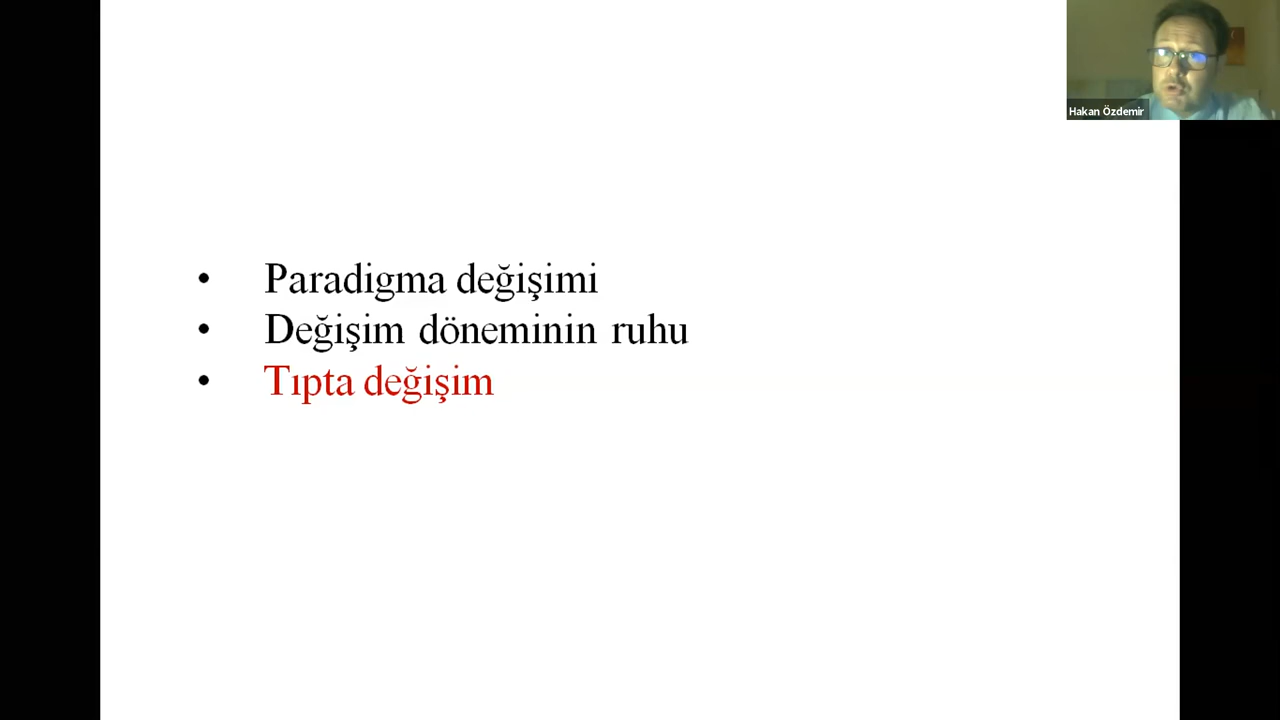 Hakan Özdemir
• Paradigma değişimi
• Değişim döneminin ruhu
• Tıpta değişim